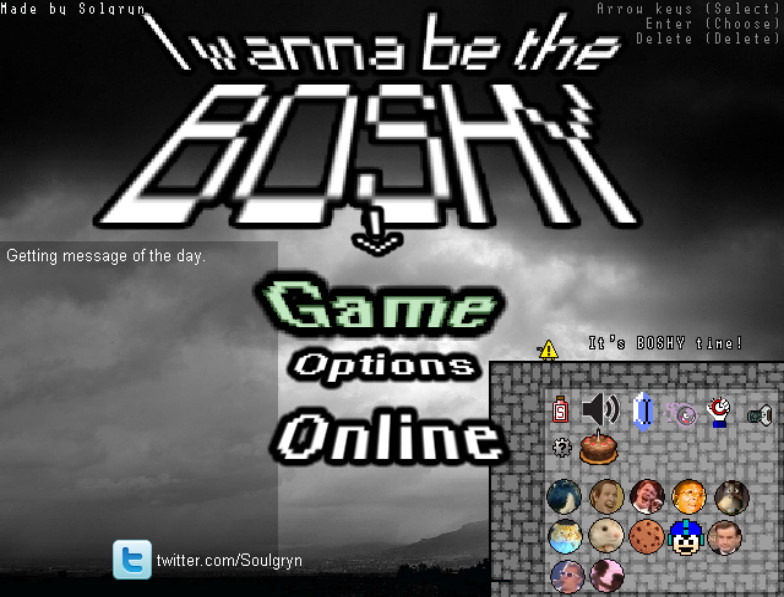 Made by Solgryn
Arrow keys (Select)
Enter (Choose)
Delete (Delete)
I wanna be the
BOSHY
Getting message of the day.
Game
Options
Online
It's BOSHY time!
S
?
twitter.com/Soulgryn